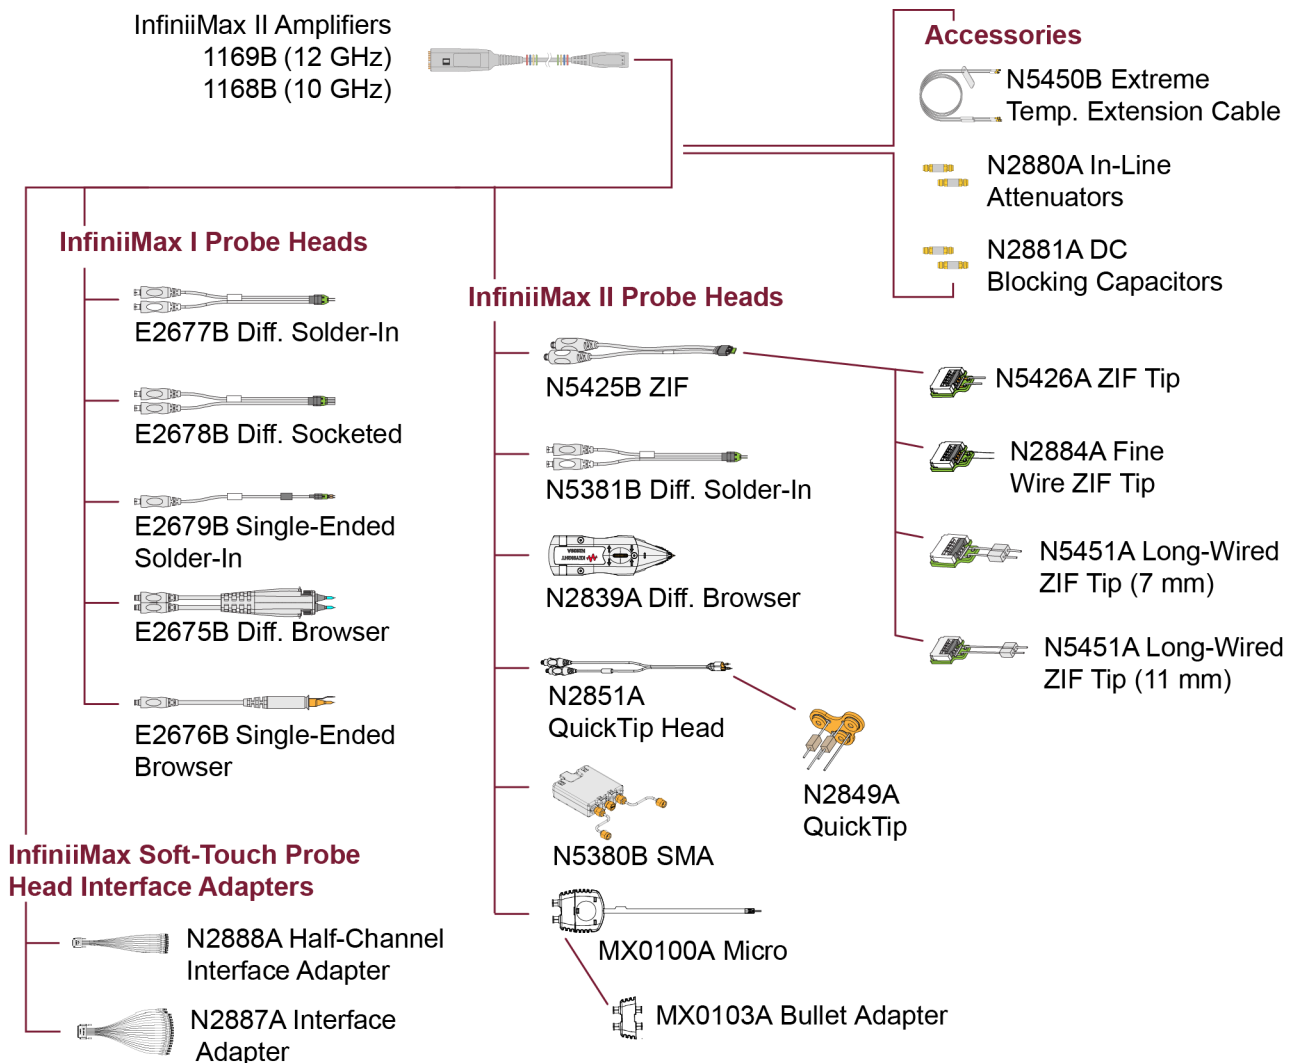 InfiniiMax II Amplifiers
1169B (12 GHz)
1168B (10 GHz)
Accessories
N5450B Extreme
Temp. Extension Cable
N2880A In-Line
Attenuators
N2881A DC
Blocking Capacitors
InfiniiMax I Probe Heads
E2677B Diff. Solder-In
E2678B Diff. Socketed
E2679B Single-Ended
Solder-In
E2675B Diff. Browser
E2676B Single-Ended
Browser
InfiniiMax II Probe Heads
N5425B ZIF
N5381B Diff. Solder-In
KEYSIGHT
N2839A Diff. Browser
N2851A
QuickTip Head
N2849A
QuickTip
N5380B SMA
MX0100A Micro
MX0103A Bullet Adapter
N5426A ZIF Tip
N2884A Fine
Wire ZIF Tip
N5451A Long-Wired
ZIF Tip (7 mm)
N5451A Long-Wired
ZIF Tip (11 mm)
InfiniiMax Soft-Touch Probe
Head Interface Adapters
N2888A Half-Channel
Interface Adapter
N2887A Interface
Adapter